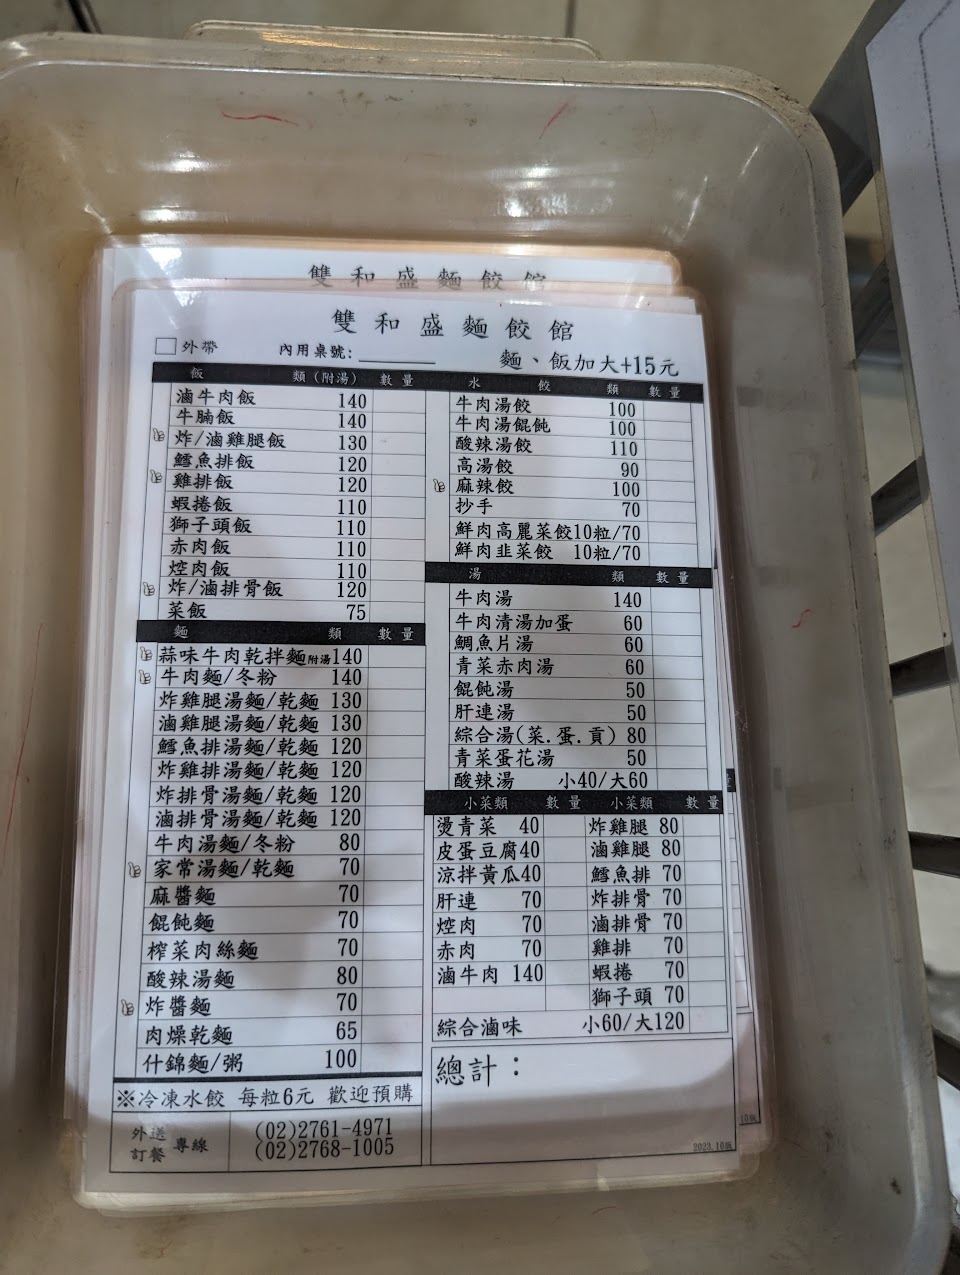 雙和盛麵餃館
雙和盛麵餃館
外帶 內用桌號: 麵、飯加大+15元
飯 類(附湯) 數量
滷牛肉飯 140
牛腩飯 140
炸/滷雞腿飯 130
鱈魚排飯 120
雞排飯 120
蝦捲飯 110
獅子頭飯 110
赤肉飯 110
焢肉飯 110
炸/滷排骨飯 120
菜飯 75
麵 類 數量
蒜味牛肉乾拌麵附湯140
牛肉麵/冬粉 140
炸雞腿湯麵/乾麵 130
滷雞腿湯麵/乾麵 130
鱈魚排湯麵/乾麵 120
炸雞排湯麵/乾麵 120
炸排骨湯麵/乾麵 120
滷排骨湯麵/乾麵 120
牛肉湯麵/冬粉 80
家常湯麵/乾麵 70
麻醬麵 70
餛飩麵 70
榨菜肉絲麵 70
酸辣湯麵 80
炸醬麵 70
肉燥乾麵 65
什錦麵/粥 100
※冷凍水餃 每粒6元 歡迎預購
外送訂餐 專線
(02)2761-4971
(02)2768-1005
水餃類 數量
牛肉湯餃 100
牛肉湯餛飩 100
酸辣湯餃 110
高湯餃 90
麻辣餃 100
抄手 70
鮮肉高麗菜餃10粒/70
鮮肉韭菜餃 10粒/70
湯 類 數量
牛肉湯 140
牛肉清湯加蛋 60
鯛魚片湯 60
青菜赤肉湯 60
餛飩湯 50
肝連湯 50
綜合湯(菜.蛋.貢) 80
青菜蛋花湯 50
酸辣湯 小40/大60
小菜類 數量 小菜類 數量
燙青菜 40 炸雞腿 80
皮蛋豆腐40 滷雞腿 80
涼拌黃瓜40 鱈魚排 70
肝連 70 炸排骨 70
焢肉 70 滷排骨 70
赤肉 70 雞排 70
滷牛肉 140 蝦捲 70
獅子頭 70
綜合滷味 小60/大120
總計：
2023.10版
10版